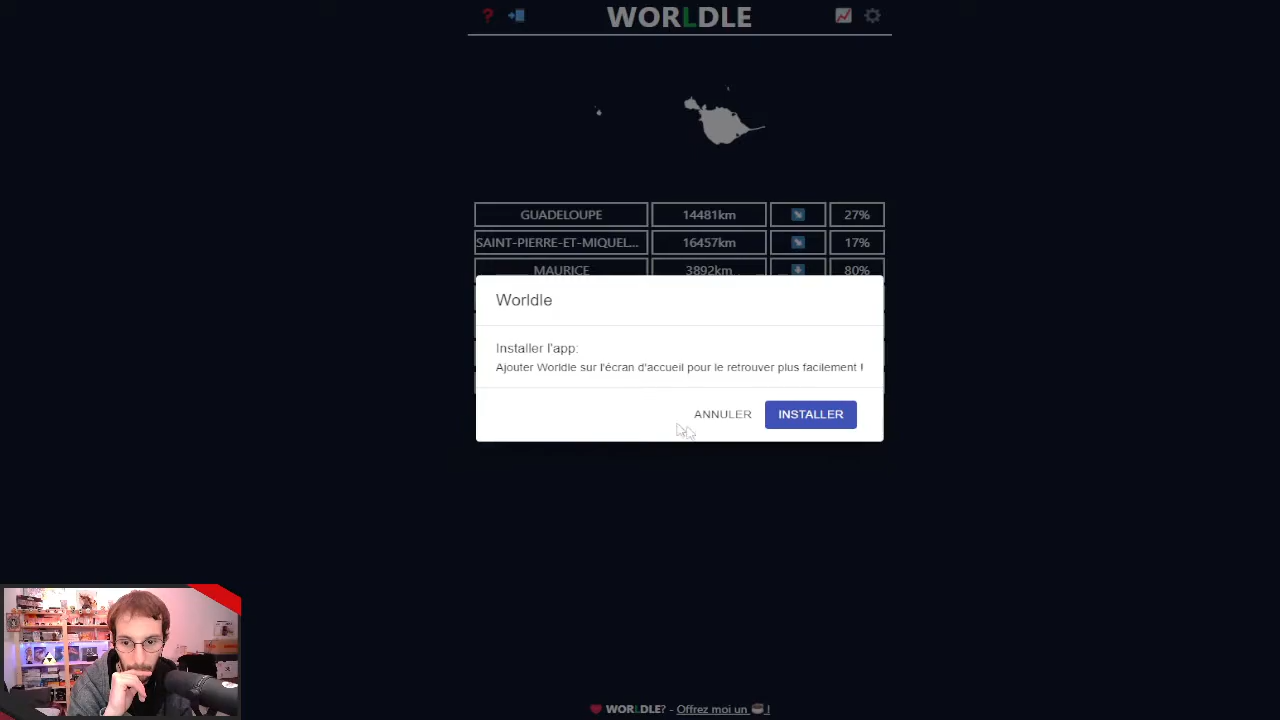 WORLDLE
GUADELOUPE 14481km 27%
SAINT-PIERRE-ET-MIQUEL... 16457km 17%
MAURICE 3892km 80%
Worldle
Installer l'app:
Ajouter Worldle sur l'écran d'accueil pour le retrouver plus facilement !
ANNULER INSTALLER
WORLDLE? - Offrez moi un !